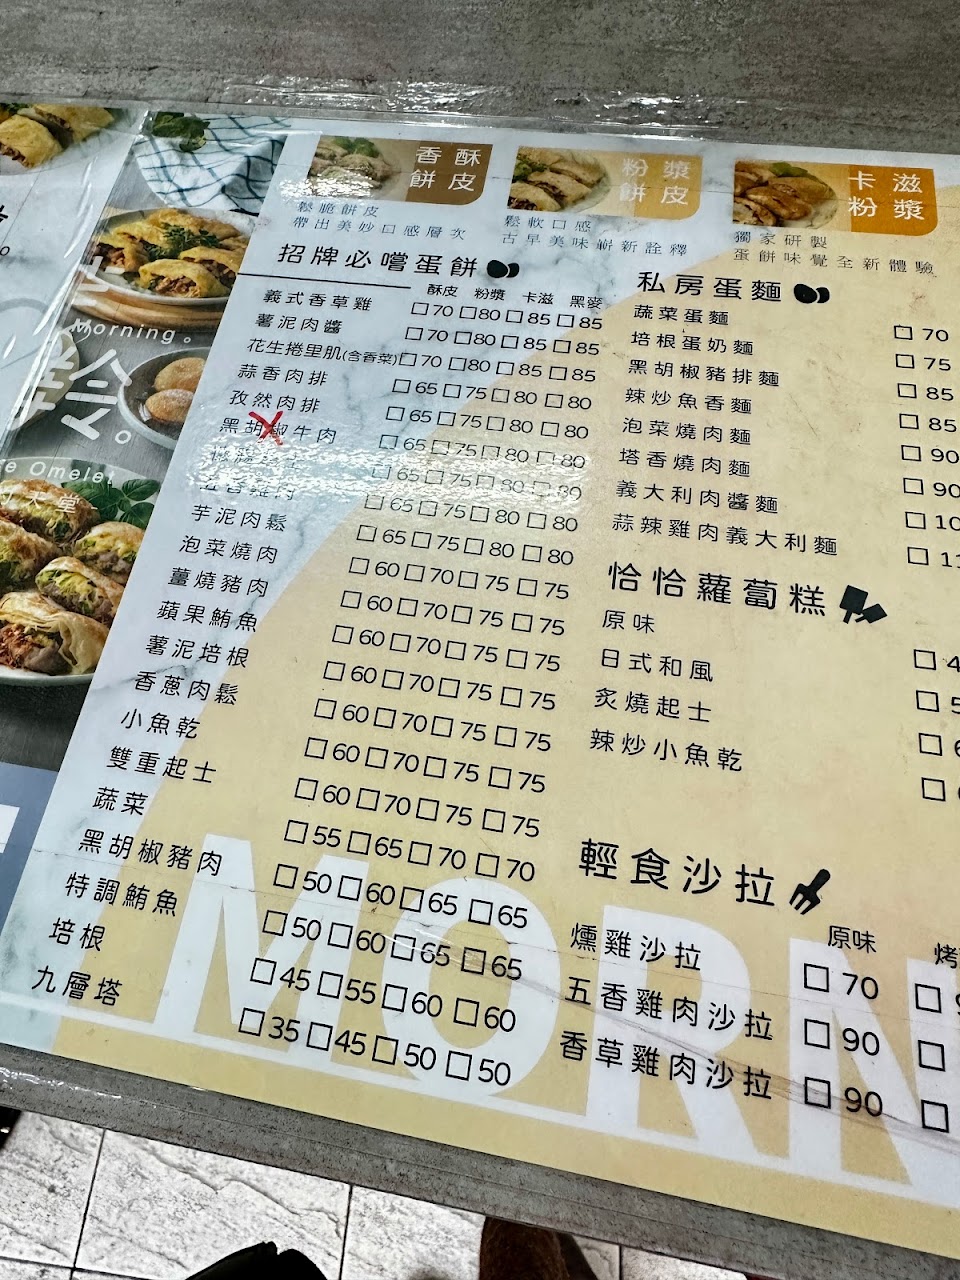 香酥
餅皮
鬆脆餅皮
帶出美妙口感層次
粉漿
餅皮
鬆軟口感
古早美味嶄新詮釋
卡滋
粉漿
獨家研製
蛋餅味覺全新體驗
Morning。
Omelet
天堂
招牌必嚐蛋餅
酥皮 粉漿 卡滋 黑麥
義式香草雞 □70 □80 □85 □85
薯泥肉醬 □70 □80 □85 □85
花生捲里肌(含香菜) □70 □80 □85 □85
蒜香肉排 □65 □75 □80 □80
孜然肉排 □65 □75 □80 □80
黑胡椒牛肉 □65 □75 □80 □80
□65 □75 □80 □80
五香雞肉 □65 □75 □80 □80
芋泥肉鬆 □65 □75 □80 □80
泡菜燒肉 □60 □70 □75 □75
薑燒豬肉 □60 □70 □75 □75
蘋果鮪魚 □60 □70 □75 □75
薯泥培根 □60 □70 □75 □75
香蔥肉鬆 □60 □70 □75 □75
小魚乾 □60 □70 □75 □75
雙重起士 □60 □70 □75 □75
蔬菜 □55 □65 □70 □70
黑胡椒豬肉 □50 □60 □65 □65
特調鮪魚 □50 □60 □65 □65
培根 □45 □55 □60 □60
九層塔 □35 □45 □50 □50
私房蛋麵
蔬菜蛋麵 □70
培根蛋奶麵 □75
黑胡椒豬排麵 □85
辣炒魚香麵 □85
泡菜燒肉麵 □90
塔香燒肉麵 □90
義大利肉醬麵 □10
蒜辣雞肉義大利麵 □11
恰恰蘿蔔糕
原味 □4
日式和風 □5
炙燒起士 □6
辣炒小魚乾 □
輕食沙拉
原味 烤
燻雞沙拉 □70 □9
五香雞肉沙拉 □90 □
香草雞肉沙拉 □90 □
MORN